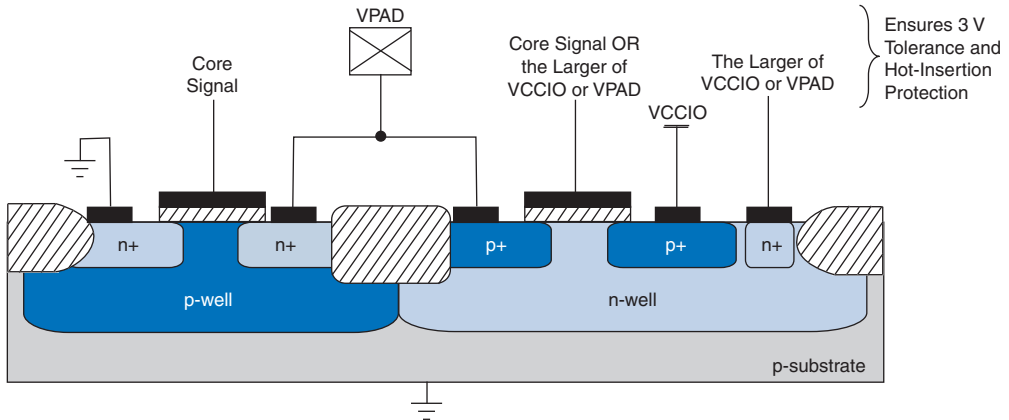 VPAD
Core
Signal
Core Signal OR
the Larger of
VCCIO or VPAD
VCCIO
The Larger of
VCCIO or VPAD
Ensures 3 V
Tolerance and
Hot-Insertion
Protection
n+
n+
p+
p+
n+
p-well
n-well
p-substrate